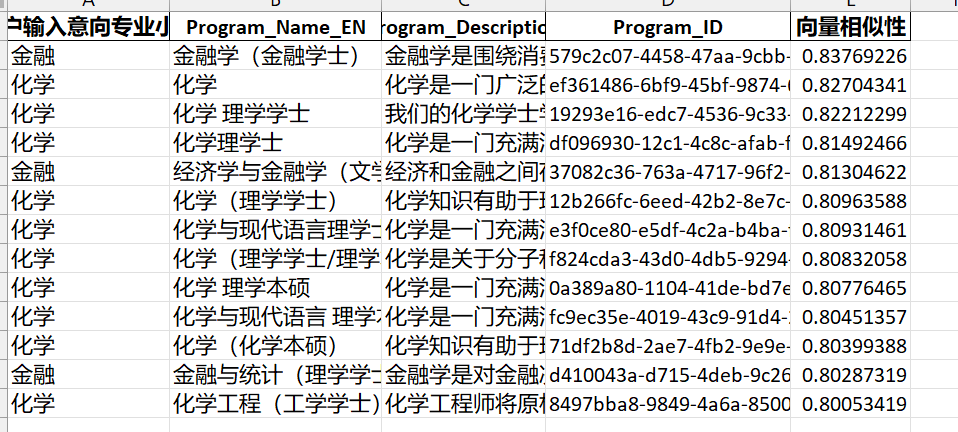 A B C D E
户输入意向专业小 Program_Name_EN rogram_Descriptio Program_ID 向量相似性
金融 金融学（金融学士） 金融学是围绕消 579c2c07-4458-47aa-9cbb- 0.83769226
化学 化学 化学是一门广泛的 ef361486-6bf9-45bf-9874- 0.82704341
化学 化学 理学学士 我们的化学学士学 19293e16-edc7-4536-9c33- 0.82212299
化学 化学理学士 化学是一门充满 df096930-12c1-4c8c-afab-f 0.81492466
金融 经济学与金融学（文学 经济和金融之间存 37082c36-763a-4717-96f2- 0.81304622
化学 化学（理学学士） 化学知识有助于 12b266fc-6eed-42b2-8e7c- 0.80963588
化学 化学与现代语言理学士 化学是一门充满 e3f0ce80-e5df-4c2a-b4ba- 0.80931461
化学 化学（理学学士/理学 化学是关于分子和 f824cda3-43d0-4db5-9294- 0.80832058
化学 化学 理学本硕 化学是一门充满 0a389a80-1104-41de-bd7e 0.80776465
化学 化学与现代语言 理学本 化学是一门充满 fc9ec35e-4019-43c9-91d4- 0.80451357
化学 化学（化学本硕） 化学知识有助于 71df2b8d-2ae7-4fb2-9e9e- 0.80399388
金融 金融与统计（理学学士 金融学是对金融 d410043a-d715-4deb-9c26 0.80287319
化学 化学工程（工学学士） 化学工程师将原 8497bba8-9849-4a6a-8500 0.80053419